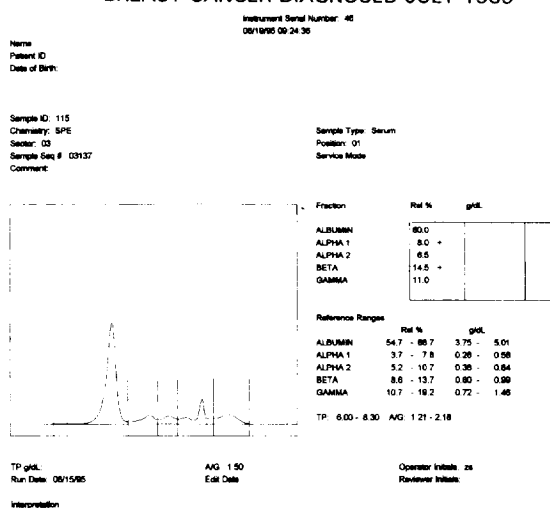 BREAST CANCER DIAGNOSED JULY 1989
Instrument Serial Number: 46
08/19/95 09:24:36
Name
Patient ID
Date of Birth:
Sample ID: 115
Chemistry: SPE
Sector: 03
Sample Seq # 03137
Comment:
Sample Type: Serum
Position: 01
Service Mode
Fraction Rel % g/dL
ALBUMIN 60.0
ALPHA 1 8.0 +
ALPHA 2 6.5
BETA 14.5 +
GAMMA 11.0
Reference Ranges
Rel % g/dL
ALBUMIN 54.7 - 66.7 3.75 - 5.01
ALPHA 1 3.7 - 7.8 0.26 - 0.58
ALPHA 2 5.2 - 10.7 0.36 - 0.84
BETA 8.6 - 13.7 0.60 - 0.99
GAMMA 10.7 - 19.2 0.72 - 1.46
TP: 6.00 - 8.30 A/G: 1.21 - 2.18
TP g/dL:
A/G: 1.50
Operator Initials: zs
Run Date: 08/15/95
Edit Date
Reviewer Initials:
Interpretation